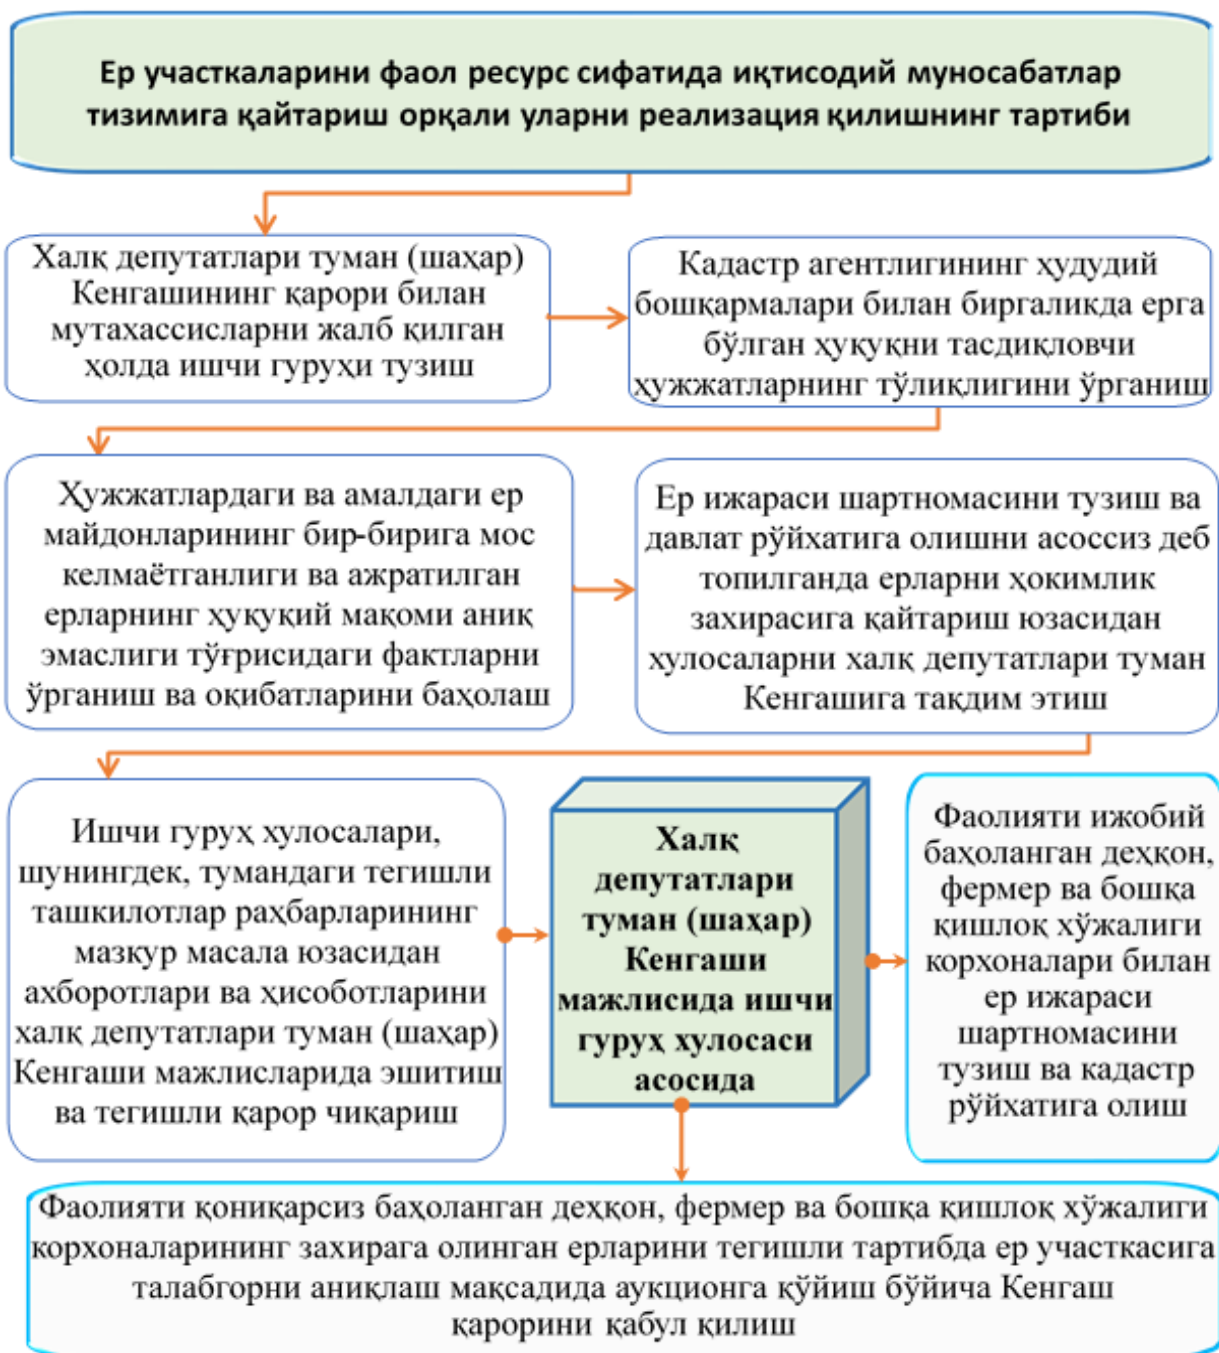 Ер участкаларини фаол ресурс сифатида иқтисодий муносабатлар
тизимига қайтариш орқали уларни реализация қилишнинг тартиби
Халқ депутатлари туман (шаҳар)
Кенгашининг қарори билан
мутахассисларни жалб қилган
ҳолда ишчи гуруҳи тузиш
Кадастр агентлигининг ҳудудий
бошқармалари билан биргаликда ерга
бўлган ҳуқуқни тасдиқловчи
ҳужжатларнинг тўлиқлигини ўрганиш
Ҳужжатлардаги ва амалдаги ер
майдонларининг бир-бирига мос
келмаётганлиги ва ажратилган
ерларнинг ҳуқуқий мақоми аниқ
эмаслиги тўғрисидаги фактларни
ўрганиш ва оқибатларини баҳолаш
Ер ижараси шартномасини тузиш ва
давлат рўйхатига олишни асоссиз деб
топилганда ерларни ҳокимлик
захирасига қайтариш юзасидан
хулосаларни халқ депутатлари туман
Кенгашига тақдим этиш
Ишчи гуруҳ хулосалари,
шунингдек, тумандаги тегишли
ташкилотлар раҳбарларининг
мазкур масала юзасидан
ахборотлари ва ҳисоботларини
халқ депутатлари туман (шаҳар)
Кенгаши мажлисларида эшитиш
ва тегишли қарор чиқариш
Халқ
депутатлари
туман (шаҳар)
Кенгаши
мажлисида ишчи
гуруҳ хулосаси
асосида
Фаолияти ижобий
баҳоланган деҳқон,
фермер ва бошқа
қишлоқ хўжалиги
корхоналари билан
ер ижараси
шартномасини
тузиш ва кадастр
рўйхатига олиш
Фаолияти қониқарсиз баҳоланган деҳқон, фермер ва бошқа қишлоқ хўжалиги
корхоналарининг захирага олинган ерларини тегишли тартибда ер участкасига
талабгорни аниқлаш мақсадида аукционга қўйиш бўйича Кенгаш
қарорини қабул қилиш